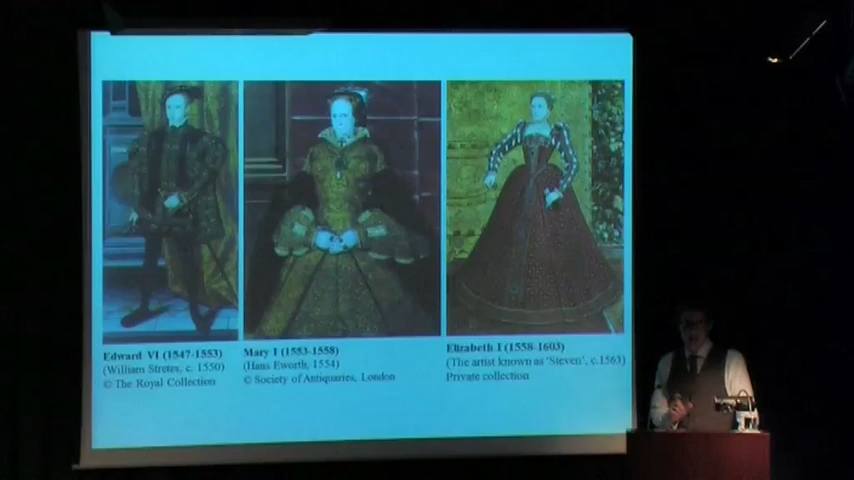 Edward VI (1547-1553)
(William Stretes, c. 1550)
© The Royal Collection
Mary I (1553-1558)
(Hans Eworth, 1554)
© Society of Antiquaries, London
Elizabeth I (1558-1603)
(The artist known as 'Steven', c.1563)
Private collection